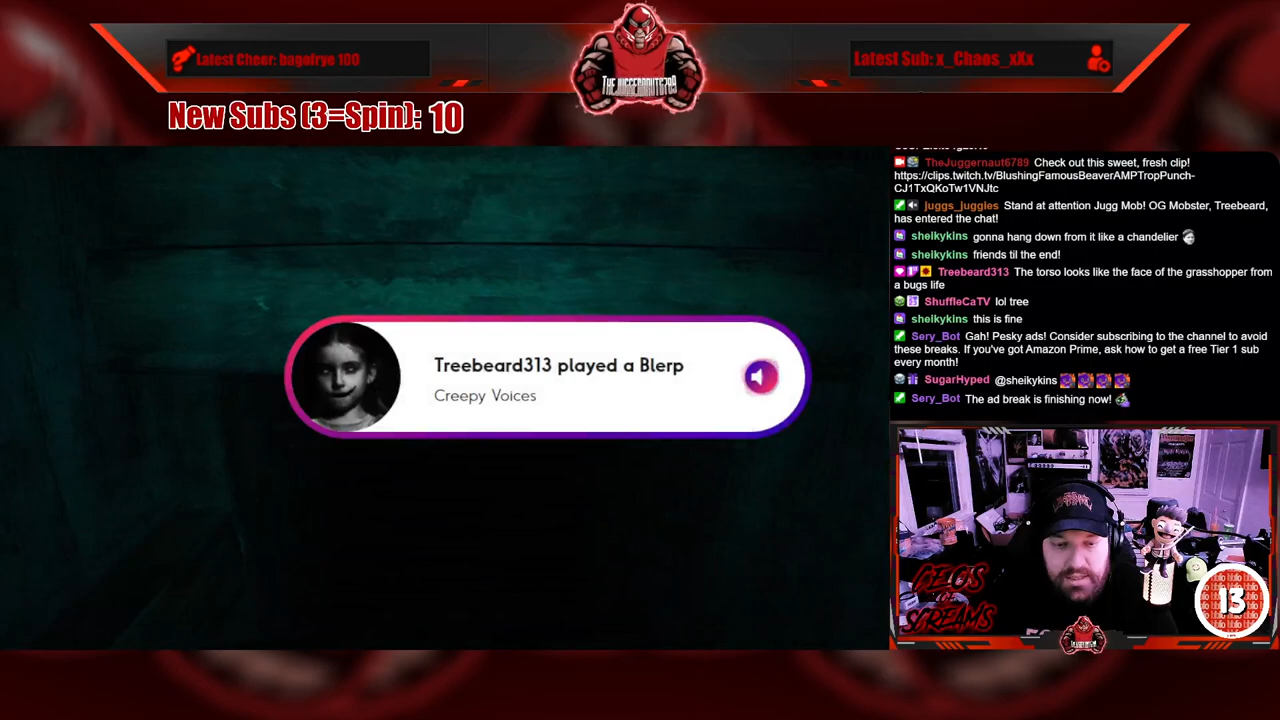 Latest Cheer: bagofrye 100
THEJUGGERNAUT6789
Latest Sub: x_Chaos_xXx
New Subs (3=Spin): 10
TheJuggernaut6789 Check out this sweet, fresh clip!
https://clips.twitch.tv/BlushingFamousBeaverAMPTropPunch-
CJ1TxQKoTw1VNJtc
juggs_juggles Stand at attention Jugg Mob! OG Mobster, Treebeard,
has entered the chat!
sheikykins gonna hang down from it like a chandelier
sheikykins friends til the end!
Treebeard313 The torso looks like the face of the grasshopper from
a bugs life
ShuffleCaTV lol tree
sheikykins this is fine
Sery_Bot Gah! Pesky ads! Consider subscribing to the channel to avoid
these breaks. If you've got Amazon Prime, ask how to get a free Tier 1 sub
every month!
SugarHyped @sheikykins
Sery_Bot The ad break is finishing now!
Treebeard313 played a Blerp
Creepy Voices
SCREAMS
13